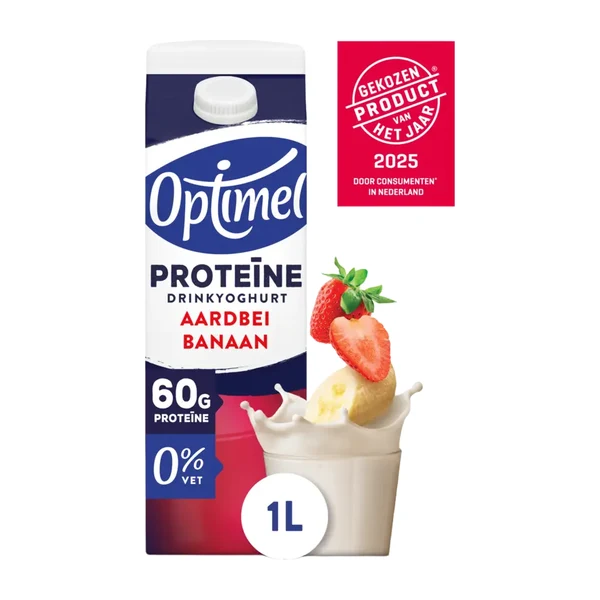 Optimel
PROTEÏNE
DRINKYOGHURT
AARDBEI
BANAAN
60G
PROTEÏNE
0%
VET
1L
GEKOZEN®
PRODUCT
VAN
HET JAAR
2025
DOOR CONSUMENTEN*
IN NEDERLAND